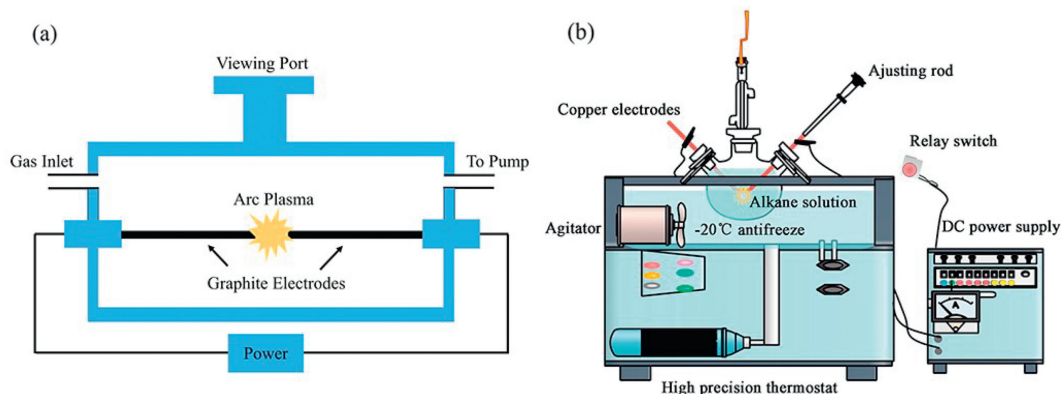 (a)
Viewing Port
Gas Inlet
To Pump
Arc Plasma
Graphite Electrodes
Power
(b)
Ajusting rod
Copper electrodes
Relay switch
Alkane solution
Agitator
-20℃ antifreeze
DC power supply
A
High precision thermostat